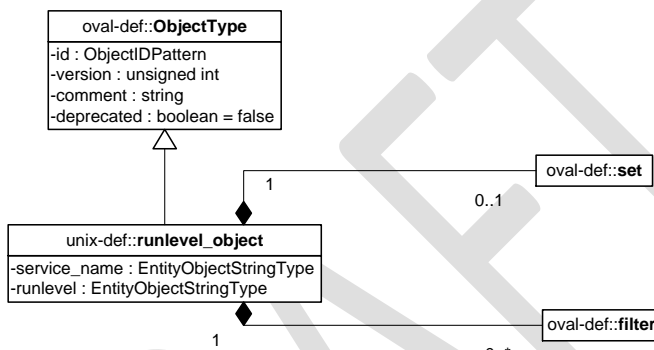 oval-def::ObjectType
-id : ObjectIDPattern
-version : unsigned int
-comment : string
-deprecated : boolean = false
1
0..1
oval-def::set
unix-def::runlevel_object
-service_name : EntityObjectStringType
-runlevel : EntityObjectStringType
1
oval-def::filter